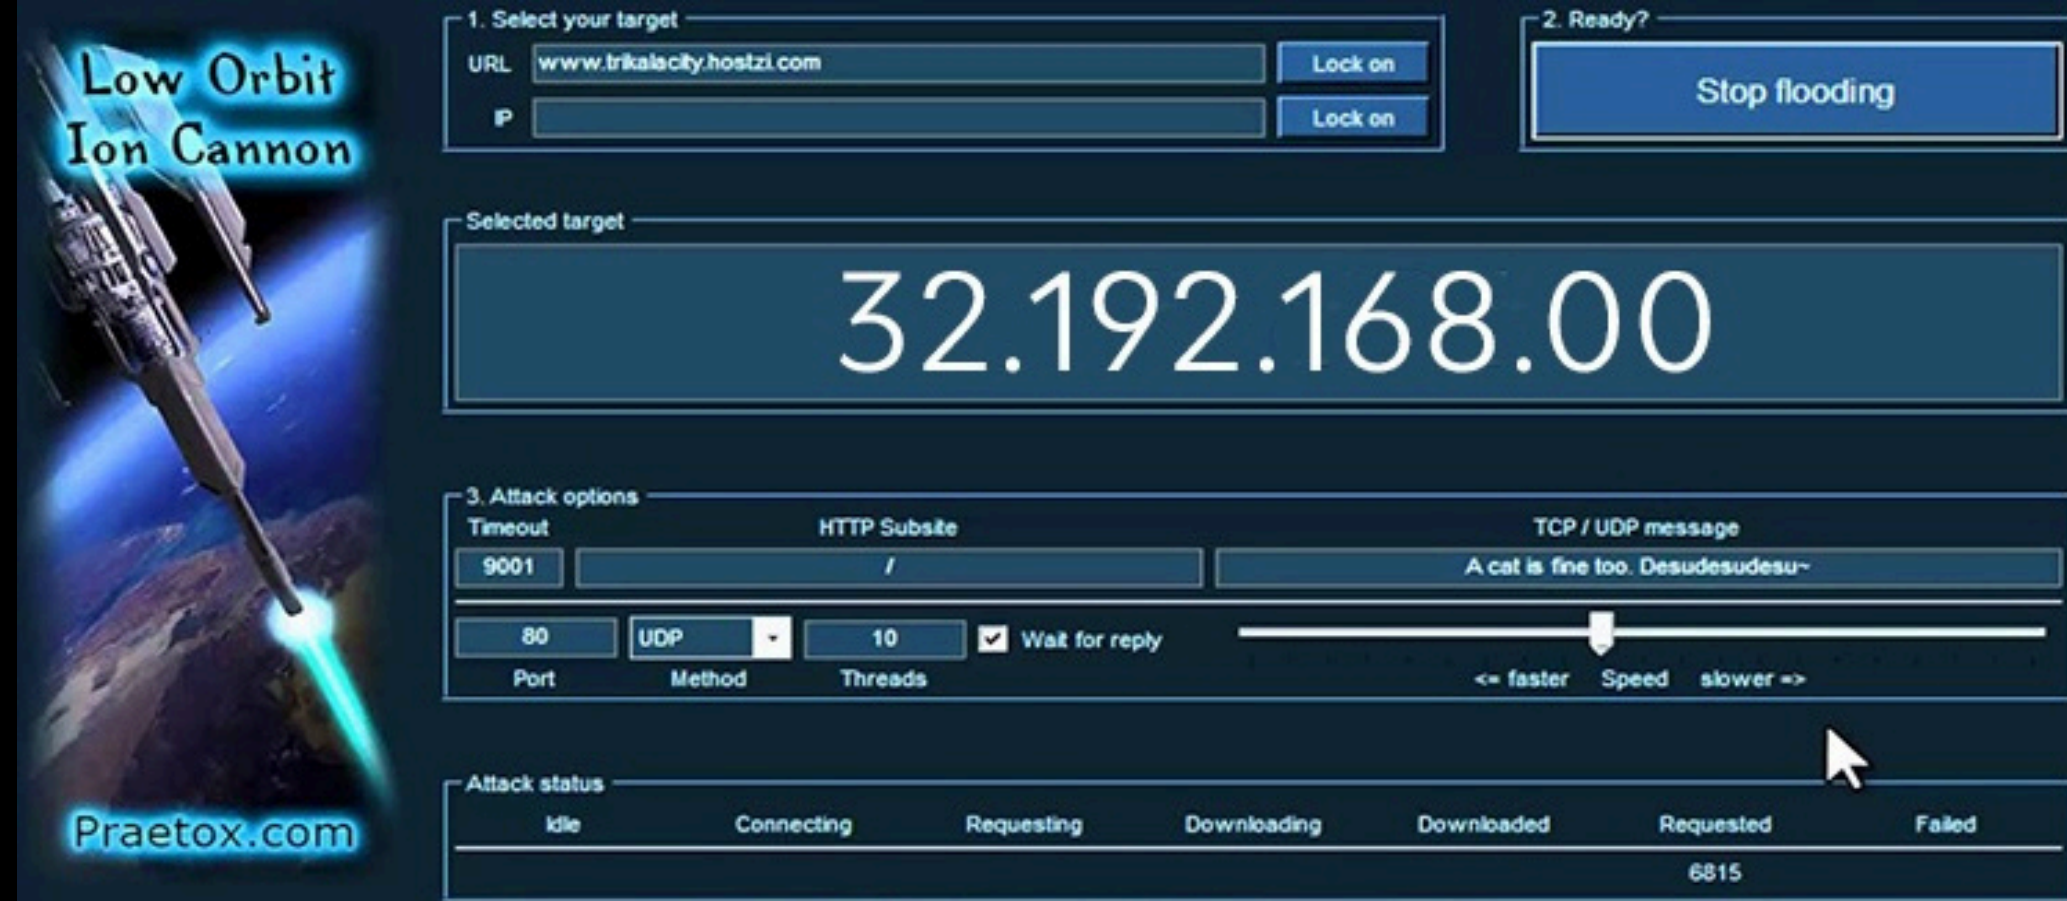 Low Orbit
Ion Cannon
Praetox.com
1. Select your target
URL www.trikalacity.hostzi.com Lock on
IP Lock on
2. Ready?
Stop flooding
Selected target
32.192.168.00
3. Attack options
Timeout HTTP Subsite TCP / UDP message
9001 / A cat is fine too. Desudesudesu~
80 UDP 10 Wait for reply
Port Method Threads <= faster Speed slower =>
Attack status
Idle Connecting Requesting Downloading Downloaded Requested Failed
6815